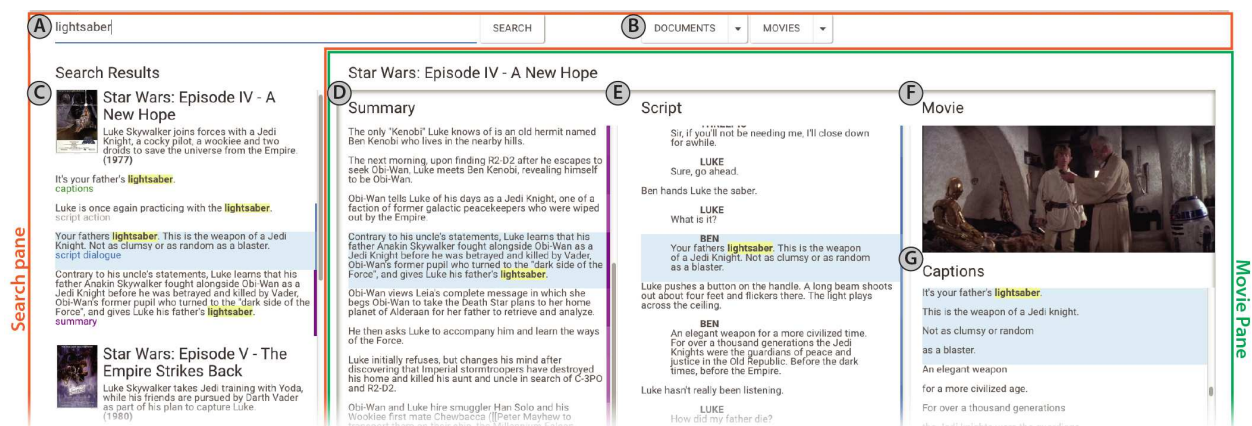 A lightsaber SEARCH B DOCUMENTS MOVIES
Search pane
Search Results
C
Star Wars: Episode IV - A
New Hope
Luke Skywalker joins forces with a Jedi
Knight, a cocky pilot, a wookiee and two
droids to save the universe from the Empire.
(1977)
It's your father's lightsaber.
captions
Luke is once again practicing with the lightsaber.
script action
Your fathers lightsaber. This is the weapon of a Jedi
Knight. Not as clumsy or as random as a blaster.
script dialogue
Contrary to his uncle's statements, Luke learns that his
father Anakin Skywalker fought alongside Obi-Wan as a
Jedi Knight before he was betrayed and killed by Vader,
Obi-Wan's former pupil who turned to the "dark side of the
Force", and gives Luke his father's lightsaber.
summary
Star Wars: Episode V - The
Empire Strikes Back
Luke Skywalker takes Jedi training with Yoda,
while his friends are pursued by Darth Vader
as part of his plan to capture Luke.
(1980)
Movie Pane
Star Wars: Episode IV - A New Hope
D
Summary
The only "Kenobi" Luke knows of is an old hermit named
Ben Kenobi who lives in the nearby hills.
The next morning, upon finding R2-D2 after he escapes to
seek Obi-Wan, Luke meets Ben Kenobi, revealing himself
to be Obi-Wan.
Obi-Wan tells Luke of his days as a Jedi Knight, one of a
faction of former galactic peacekeepers who were wiped
out by the Empire.
Contrary to his uncle's statements, Luke learns that his
father Anakin Skywalker fought alongside Obi-Wan as a
Jedi Knight before he was betrayed and killed by Vader,
Obi-Wan's former pupil who turned to the "dark side of the
Force", and gives Luke his father's lightsaber.
Obi-Wan views Leia's complete message in which she
begs Obi-Wan to take the Death Star plans to her home
planet of Alderaan for her father to retrieve and analyze.
He then asks Luke to accompany him and learn the ways
of the Force.
Luke initially refuses, but changes his mind after
discovering that Imperial stormtroopers have destroyed
his home and killed his aunt and uncle in search of C-3PO
and R2-D2.
Obi-Wan and Luke hire smuggler Han Solo and his
Wookiee first mate Chewbacca ([[Peter Mayhew to
E
Script
Sir, if you'll not be needing me, I'll close down
for awhile.
LUKE
Sure, go ahead.
Ben hands Luke the saber.
LUKE
What is it?
BEN
Your fathers lightsaber. This is the weapon
of a Jedi Knight. Not as clumsy or as random
as a blaster.
Luke pushes a button on the handle. A long beam shoots
out about four feet and flickers there. The light plays
across the ceiling.
BEN
An elegant weapon for a more civilized time.
For over a thousand generations the Jedi
Knights were the guardians of peace and
justice in the Old Republic. Before the dark
times, before the Empire.
Luke hasn't really been listening.
LUKE
How did my father die?
F
Movie
G
Captions
It's your father's lightsaber.
This is the weapon of a Jedi knight.
Not as clumsy or random
as a blaster.
An elegant weapon
for a more civilized age.
For over a thousand generations